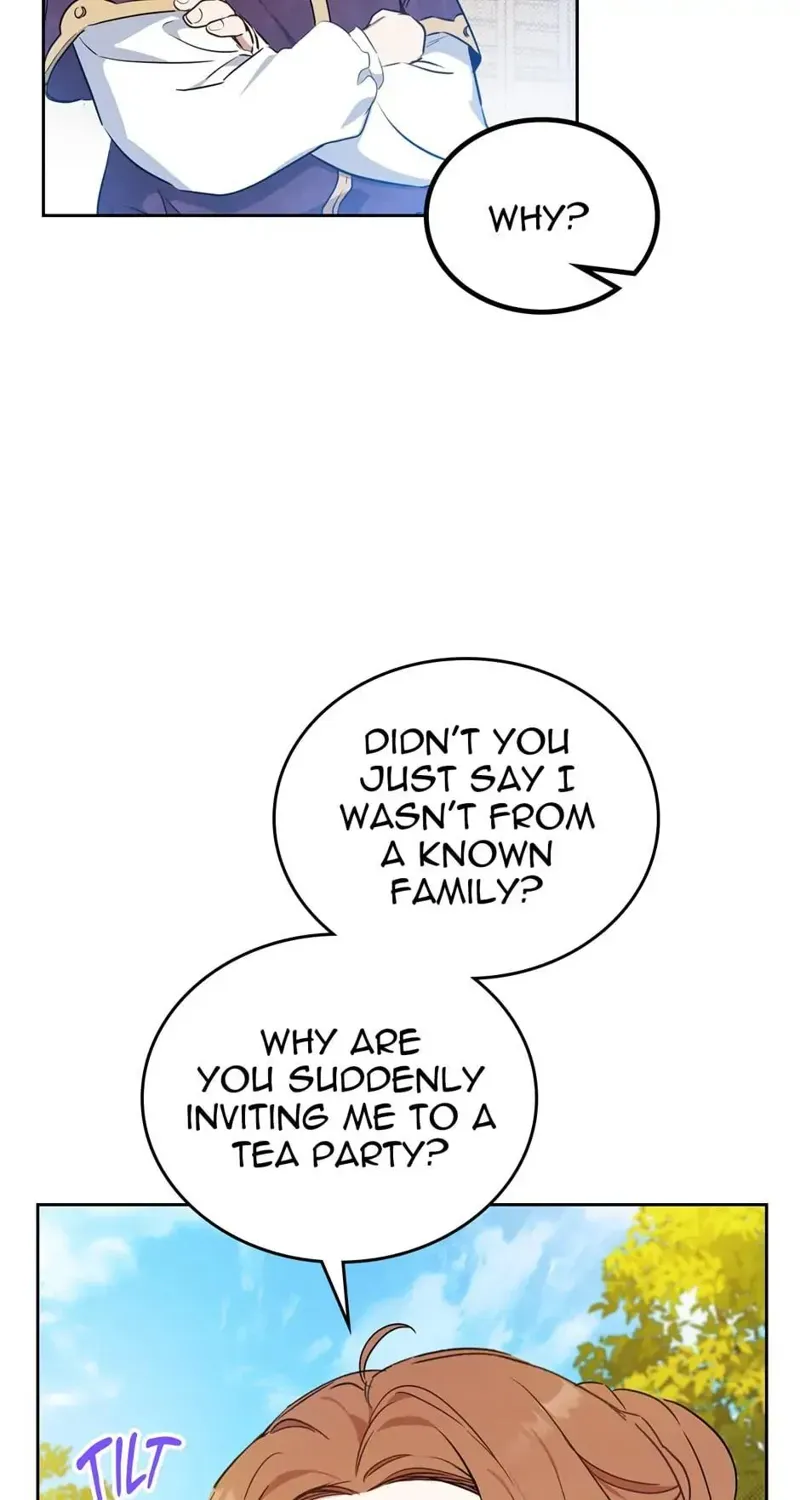 WHY?
DIDN'T YOU
JUST SAY I
WASN'T FROM
A KNOWN
FAMILY?
WHY ARE
YOU SUDDENLY
INVITING ME TO A
TEA PARTY?
TILT